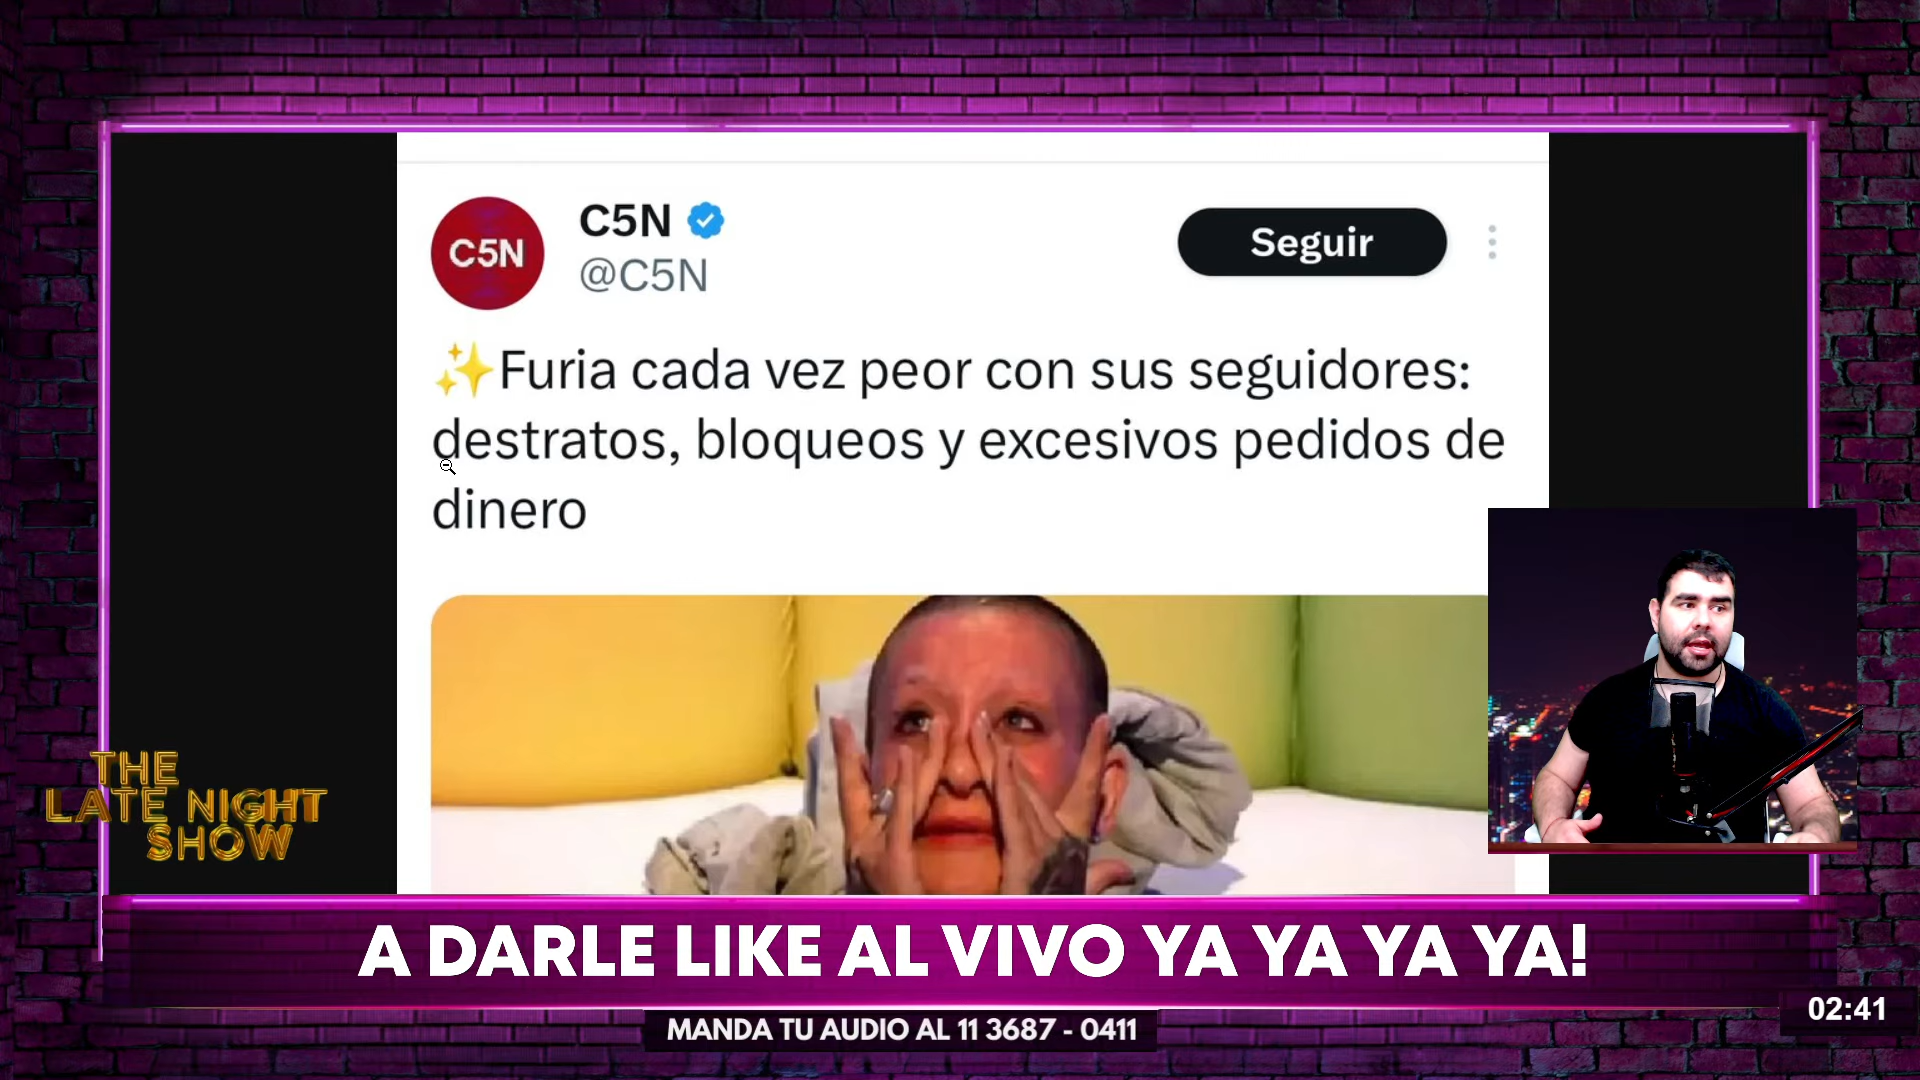 C5N
C5N
@C5N
Seguir
✨Furia cada vez peor con sus seguidores:
destratos, bloqueos y excesivos pedidos de
dinero
THE
LATE NIGHT
SHOW
A DARLE LIKE AL VIVO YA YA YA YA!
MANDA TU AUDIO AL 11 3687 - 0411
02:41